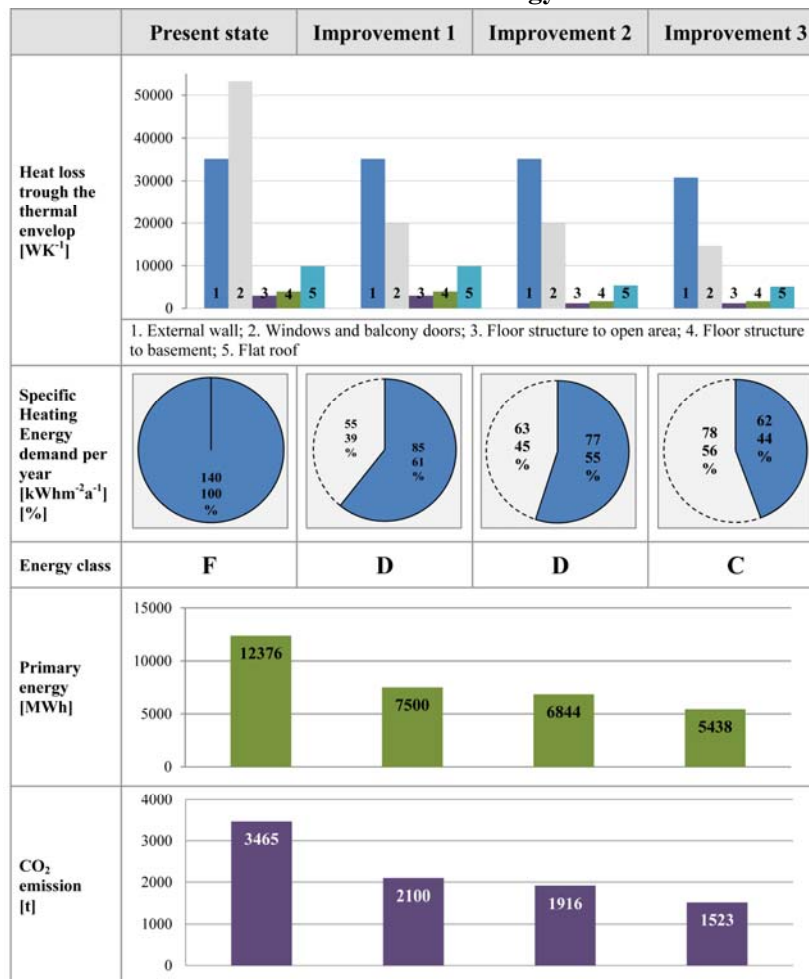 Present state Improvement 1 Improvement 2 Improvement 3
Heat loss
trough the
thermal
envelop
[WK⁻¹]
50000
40000
30000
20000
10000
0
1 2 3 4 5 1 2 3 4 5 1 2 3 4 5 1 2 3 4 5
1. External wall; 2. Windows and balcony doors; 3. Floor structure to open area; 4. Floor structure
to basement; 5. Flat roof
Specific
Heating
Energy
demand per
year
[kWhm⁻²a⁻¹]
[%]
140
100
%
55
39
%
85
61
%
63
45
%
77
55
%
78
56
%
62
44
%
Energy class F D D C
Primary
energy
[MWh]
15000
10000
5000
0
12376
7500
6844
5438
CO₂
emission
[t]
4000
3000
2000
1000
0
3465
2100
1916
1523